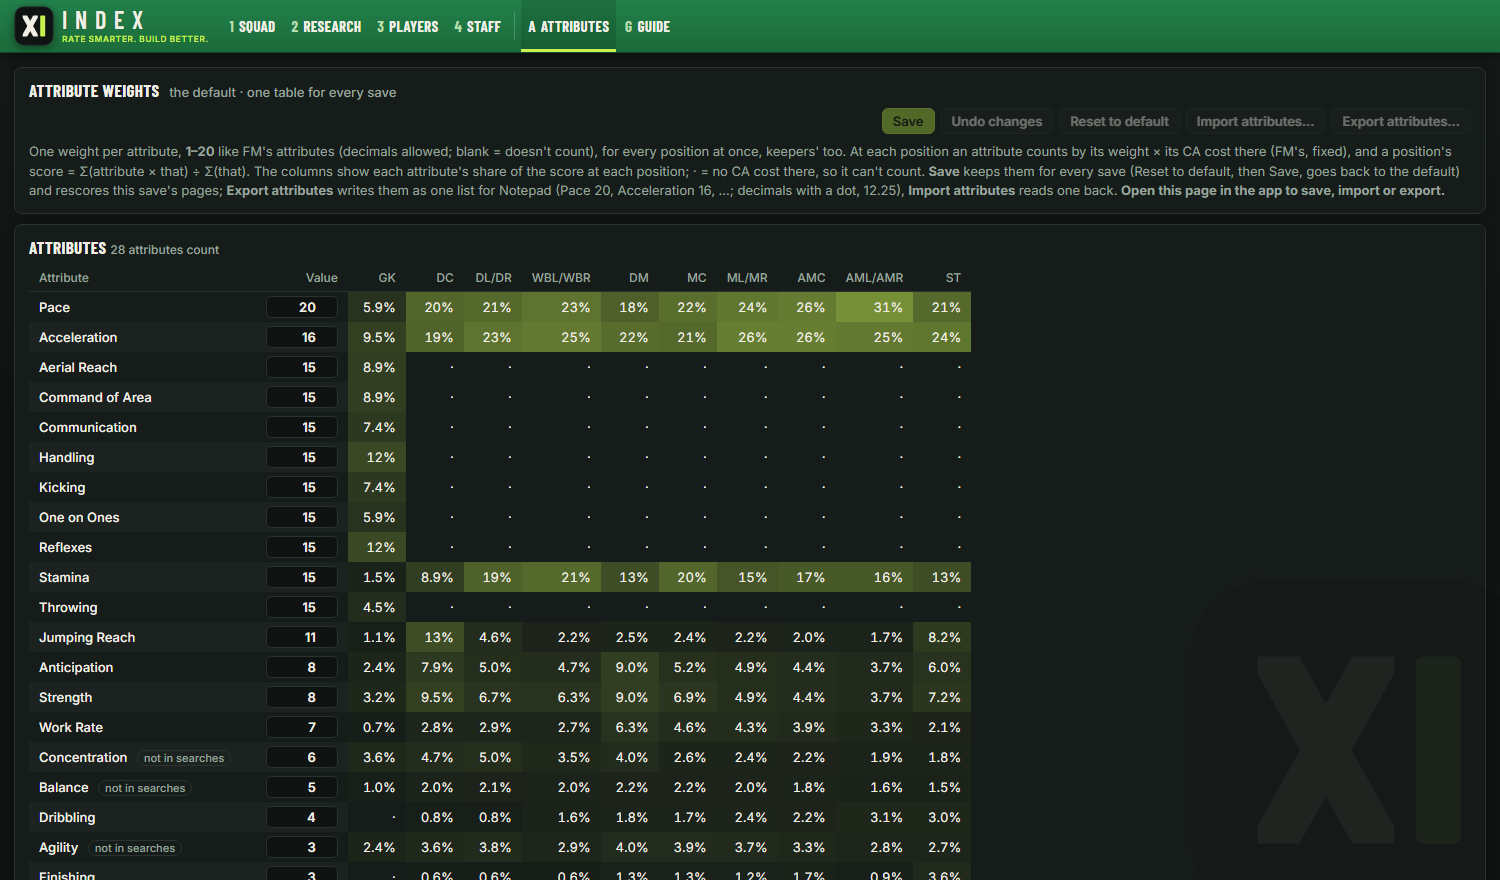 XI INDEX
RATE SMARTER. BUILD BETTER.
1 SQUAD 2 RESEARCH 3 PLAYERS 4 STAFF A ATTRIBUTES G GUIDE
ATTRIBUTE WEIGHTS the default · one table for every save
Save Undo changes Reset to default Import attributes... Export attributes...
One weight per attribute, 1–20 like FM's attributes (decimals allowed; blank = doesn't count), for every position at once, keepers' too. At each position an attribute counts by its weight × its CA cost there (FM's, fixed), and a position's
score = Σ(attribute × that) ÷ Σ(that). The columns show each attribute's share of the score at each position; · = no CA cost there, so it can't count. Save keeps them for every save (Reset to default, then Save, goes back to the default)
and rescores this save's pages; Export attributes writes them as one list for Notepad (Pace 20, Acceleration 16, ...; decimals with a dot, 12.25), Import attributes reads one back. Open this page in the app to save, import or export.
ATTRIBUTES 28 attributes count
Attribute Value GK DC DL/DR WBL/WBR DM MC ML/MR AMC AML/AMR ST
Pace 20 5.9% 20% 21% 23% 18% 22% 24% 26% 31% 21%
Acceleration 16 9.5% 19% 23% 25% 22% 21% 26% 26% 25% 24%
Aerial Reach 15 8.9% · · · · · · · · ·
Command of Area 15 8.9% · · · · · · · · ·
Communication 15 7.4% · · · · · · · · ·
Handling 15 12% · · · · · · · · ·
Kicking 15 7.4% · · · · · · · · ·
One on Ones 15 5.9% · · · · · · · · ·
Reflexes 15 12% · · · · · · · · ·
Stamina 15 1.5% 8.9% 19% 21% 13% 20% 15% 17% 16% 13%
Throwing 15 4.5% · · · · · · · · ·
Jumping Reach 11 1.1% 13% 4.6% 2.2% 2.5% 2.4% 2.2% 2.0% 1.7% 8.2%
Anticipation 8 2.4% 7.9% 5.0% 4.7% 9.0% 5.2% 4.9% 4.4% 3.7% 6.0%
Strength 8 3.2% 9.5% 6.7% 6.3% 9.0% 6.9% 4.9% 4.4% 3.7% 7.2%
Work Rate 7 0.7% 2.8% 2.9% 2.7% 6.3% 4.6% 4.3% 3.9% 3.3% 2.1%
Concentration not in searches 6 3.6% 4.7% 5.0% 3.5% 4.0% 2.6% 2.4% 2.2% 1.9% 1.8%
Balance not in searches 5 1.0% 2.0% 2.1% 2.0% 2.2% 2.2% 2.0% 1.8% 1.6% 1.5%
Dribbling 4 · 0.8% 0.8% 1.6% 1.8% 1.7% 2.4% 2.2% 3.1% 3.0%
Agility not in searches 3 2.4% 3.6% 3.8% 2.9% 4.0% 3.9% 3.7% 3.3% 2.8% 2.7%
Finishing 3 · 0.6% 0.6% 0.6% 1.3% 1.3% 1.2% 1.7% 0.9% 3.6%
XI